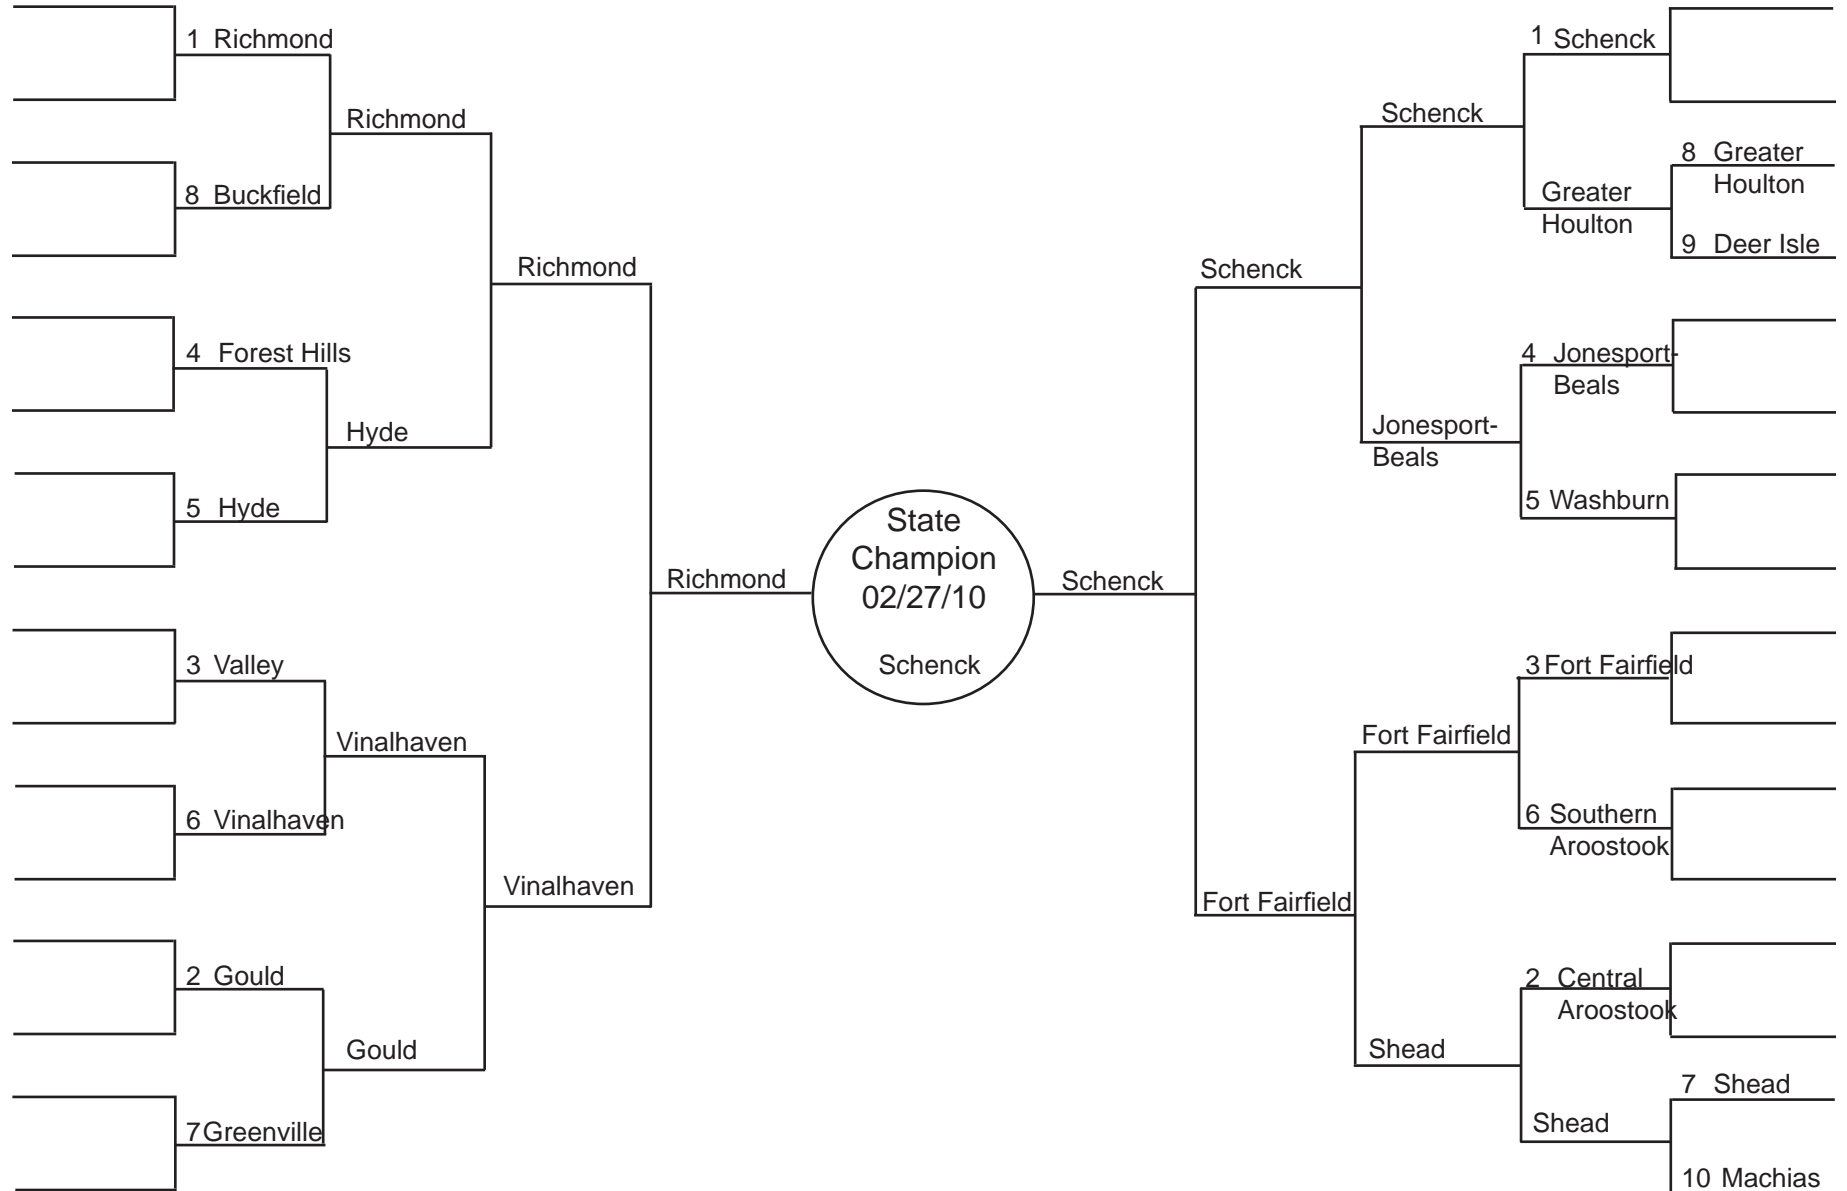 1 Richmond
Richmond
8 Buckfield
Richmond
4 Forest Hills
Hyde
5 Hyde
Richmond
3 Valley
Vinalhaven
6 Vinalhaven
Vinalhaven
2 Gould
Gould
7 Greenville
State
Champion
02/27/10
Schenck
1 Schenck
Schenck
8 Greater
Houlton
Greater
Houlton
9 Deer Isle
Schenck
4 Jonesport-
Beals
Jonesport-
Beals
5 Washburn
Schenck
3 Fort Fairfield
Fort Fairfield
6 Southern
Aroostook
Fort Fairfield
2 Central
Aroostook
Shead
7 Shead
Shead
10 Machias